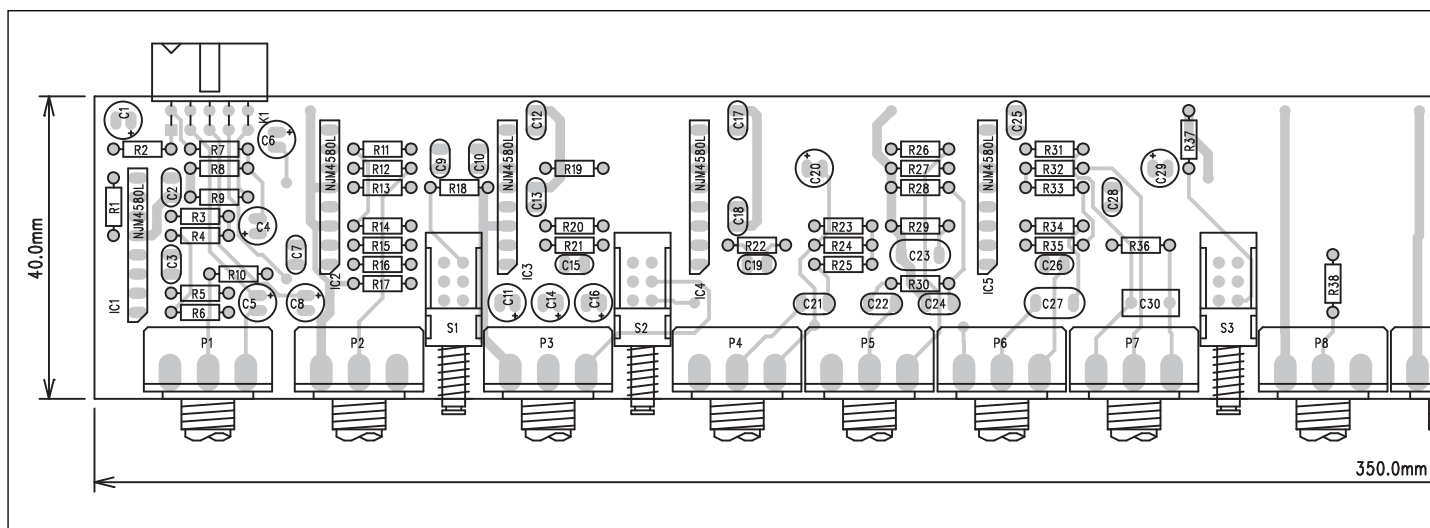 C1
K1
C6
R2
R7
R8
R9
R1
NJM4580L
C2
R3
R4
C4
C7
C3
R10
R5
R6
C5
C8
IC1
NJM4580L
IC2
R11
R12
R13
R14
R15
R16
R17
C9
C10
R18
NJM4580L
C12
C13
R19
R20
R21
C15
IC3
C11
C14
C16
NJM4580L
IC4
C17
C18
R22
C19
C20
R23
R24
R25
C21
C22
R26
R27
R28
R29
C23
R30
C24
NJM4580L
IC5
C25
R31
R32
R33
R34
R35
C26
C27
C28
C29
R36
C30
R37
R38
P1
P2
S1
P3
S2
P4
P5
P6
P7
S3
P8
40.0mm
350.0mm